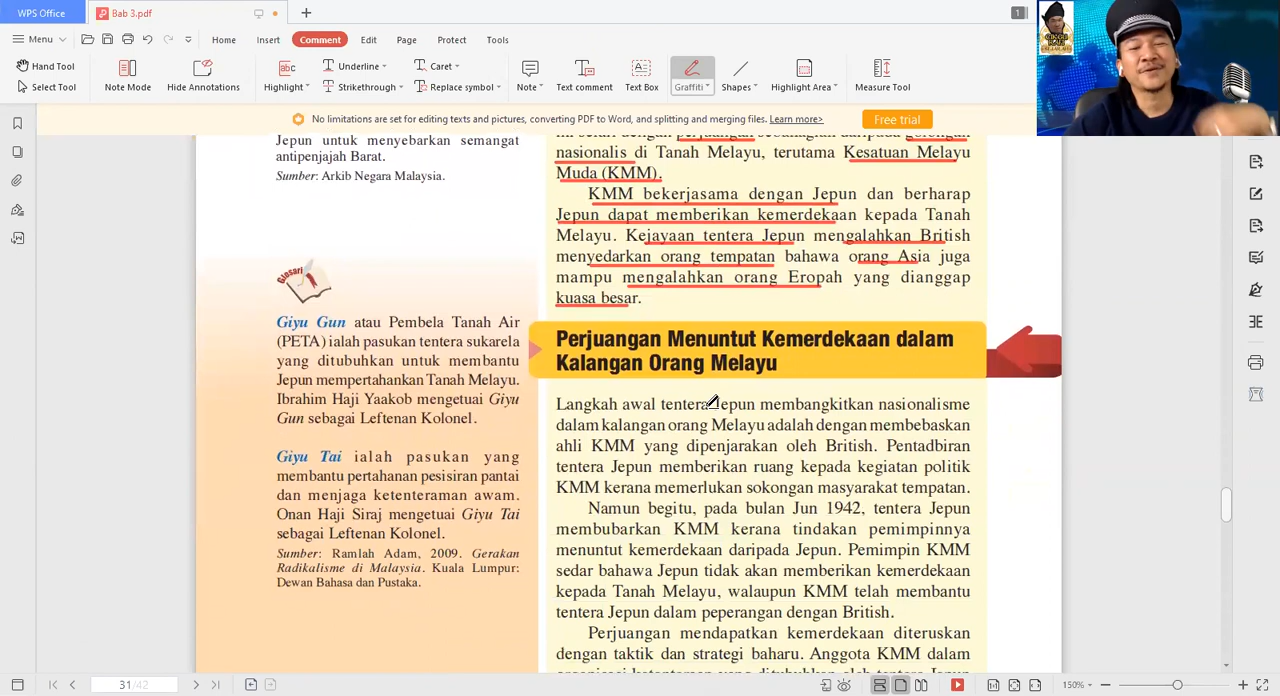 WPS Office
Bab 3.pdf
1
Menu
Home
Insert
Comment
Edit
Page
Protect
Tools
Hand Tool
Select Tool
Note Mode
Hide Annotations
abc
Highlight
Underline
Strikethrough
Caret
Replace symbol
Note
Text comment
Text Box
Graffiti
Shapes
Highlight Area
Measure Tool
No limitations are set for editing texts and pictures, converting PDF to Word, and splitting and merging files. Learn more>
Free trial
Jepun untuk menyebarkan semangat
antipenjajah Barat.
Sumber: Arkib Negara Malaysia.
Glosari
Giyu Gun atau Pembela Tanah Air
(PETA) ialah pasukan tentera sukarela
yang ditubuhkan untuk membantu
Jepun mempertahankan Tanah Melayu.
Ibrahim Haji Yaakob mengetuai Giyu
Gun sebagai Leftenan Kolonel.
Giyu Tai ialah pasukan yang
membantu pertahanan pesisiran pantai
dan menjaga ketenteraman awam.
Onan Haji Siraj mengetuai Giyu Tai
sebagai Leftenan Kolonel.
Sumber: Ramlah Adam, 2009. Gerakan
Radikalisme di Malaysia. Kuala Lumpur:
Dewan Bahasa dan Pustaka.
ini selari dengan perjuangan sebahagian daripada golongan
nasionalis di Tanah Melayu, terutama Kesatuan Melayu
Muda (KMM).
KMM bekerjasama dengan Jepun dan berharap
Jepun dapat memberikan kemerdekaan kepada Tanah
Melayu. Kejayaan tentera Jepun mengalahkan British
menyedarkan orang tempatan bahawa orang Asia juga
mampu mengalahkan orang Eropah yang dianggap
kuasa besar.
Perjuangan Menuntut Kemerdekaan dalam
Kalangan Orang Melayu
Langkah awal tentera Jepun membangkitkan nasionalisme
dalam kalangan orang Melayu adalah dengan membebaskan
ahli KMM yang dipenjarakan oleh British. Pentadbiran
tentera Jepun memberikan ruang kepada kegiatan politik
KMM kerana memerlukan sokongan masyarakat tempatan.
Namun begitu, pada bulan Jun 1942, tentera Jepun
membubarkan KMM kerana tindakan pemimpinnya
menuntut kemerdekaan daripada Jepun. Pemimpin KMM
sedar bahawa Jepun tidak akan memberikan kemerdekaan
kepada Tanah Melayu, walaupun KMM telah membantu
tentera Jepun dalam peperangan dengan British.
Perjuangan mendapatkan kemerdekaan diteruskan
dengan taktik dan strategi baharu. Anggota KMM dalam
31/42
150%